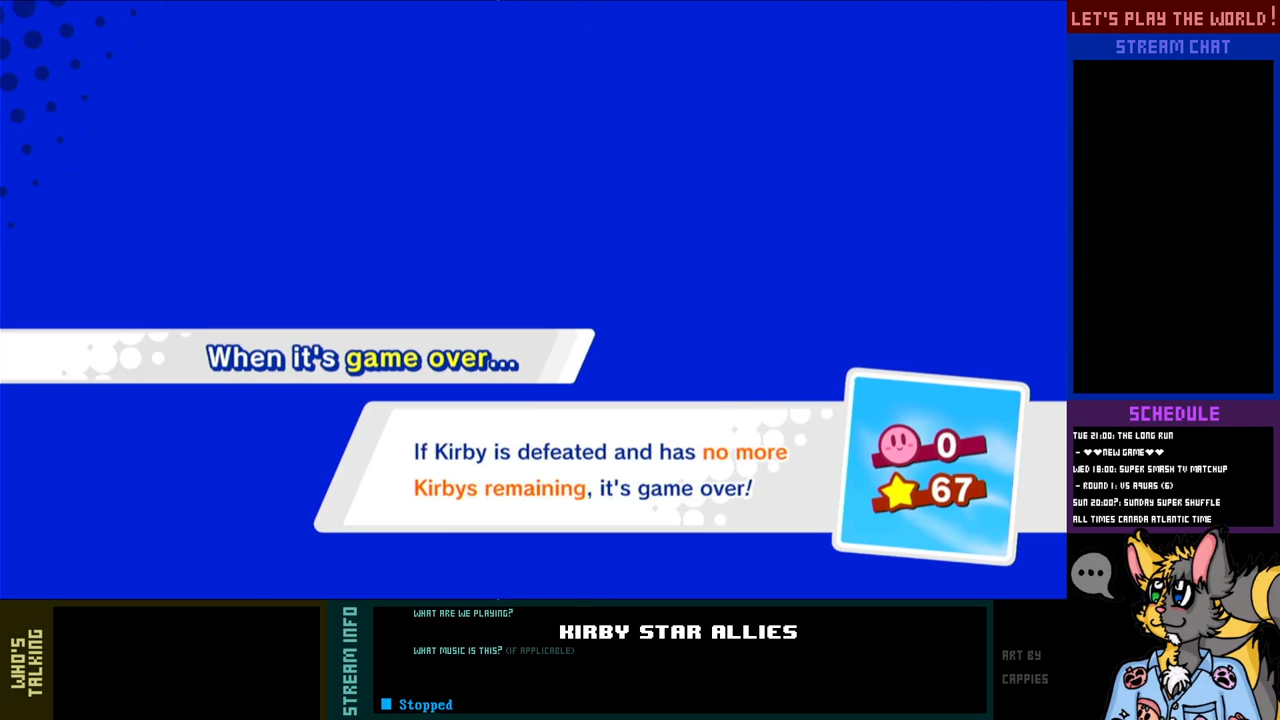 LET'S PLAY THE WORLD!
STREAM CHAT
When it's game over...
If Kirby is defeated and has no more
Kirbys remaining, it's game over!
0
67
SCHEDULE
TUE 21:00: THE LONG RUN
- ♥♥NEW GAME♥♥
WED 18:00: SUPER SMASH TV MATCHUP
- ROUND 1: VS AQUAS (6)
SUN 20:00?: SUNDAY SUPER SHUFFLE
ALL TIMES CANADA ATLANTIC TIME
WHO'S
TALKING
STREAM INFO
WHAT ARE WE PLAYING?
KIRBY STAR ALLIES
WHAT MUSIC IS THIS? (IF APPLICABLE)
Stopped
ART BY
CAPPIES